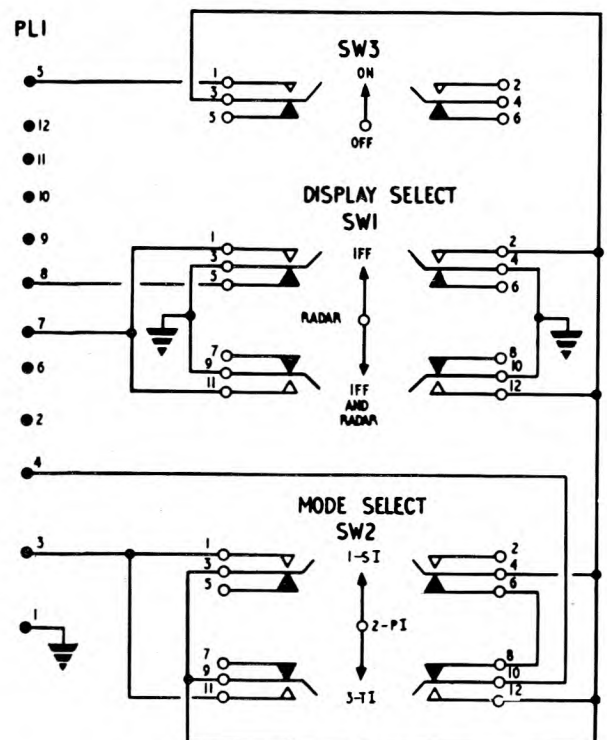 PL1
5
12
11
10
9
8
7
6
2
4
3
1
SW3
ON
OFF
1
3
5
2
4
6
DISPLAY SELECT
SW1
IFF
RADAR
IFF
AND
RADAR
1
3
5
7
9
11
2
4
6
8
10
12
MODE SELECT
SW2
1-SI
2-PI
3-TI
1
3
5
7
9
11
2
4
6
8
10
12